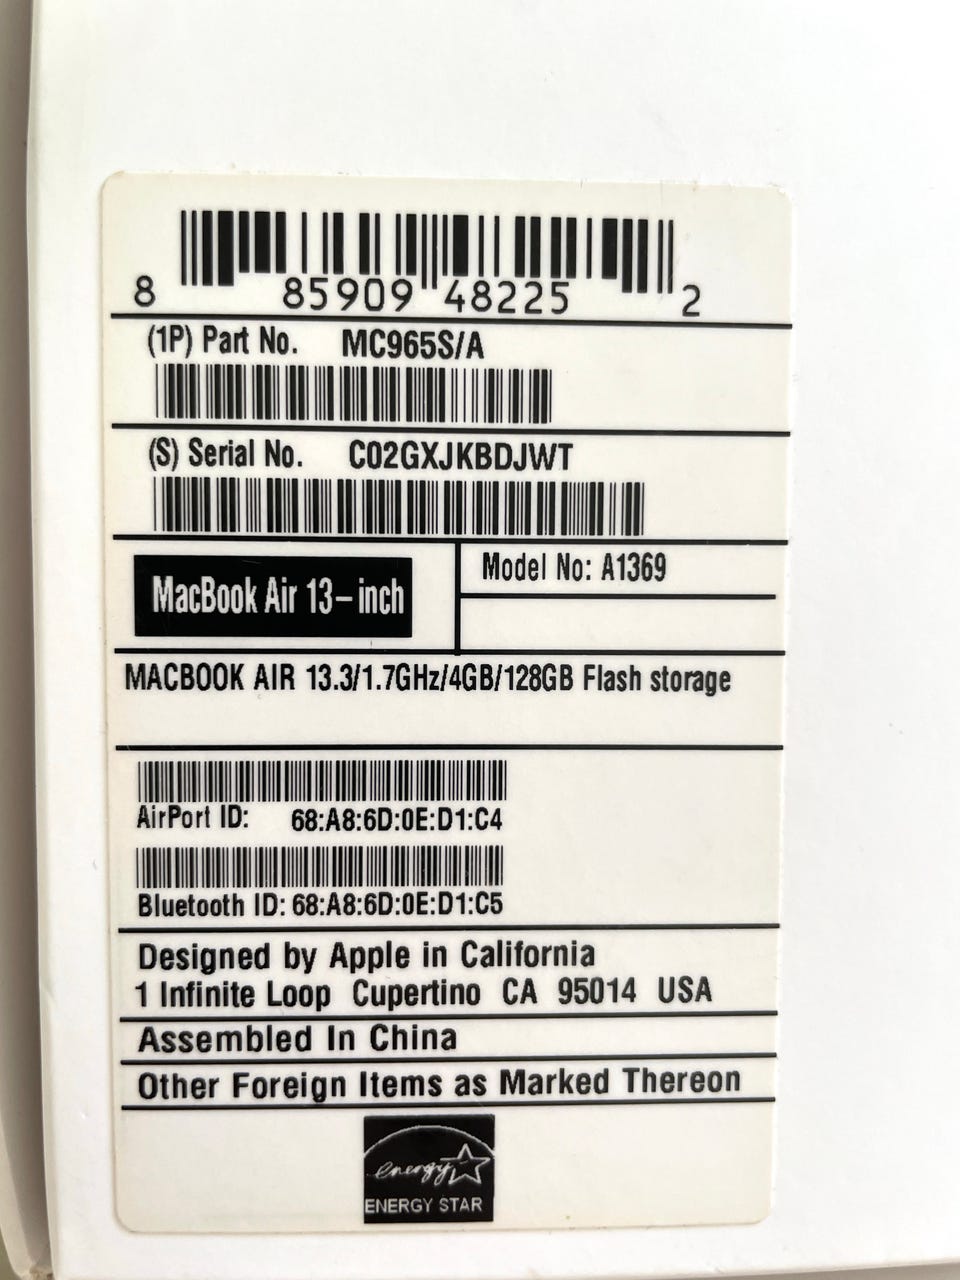 8 85909 48225 2
(1P) Part No. MC965S/A
(S) Serial No. C02GXJKBDJWT
MacBook Air 13-inch
Model No: A1369
MACBOOK AIR 13.3/1.7GHz/4GB/128GB Flash storage
AirPort ID: 68:A8:6D:0E:D1:C4
Bluetooth ID: 68:A8:6D:0E:D1:C5
Designed by Apple in California
1 Infinite Loop Cupertino CA 95014 USA
Assembled In China
Other Foreign Items as Marked Thereon
energy
ENERGY STAR